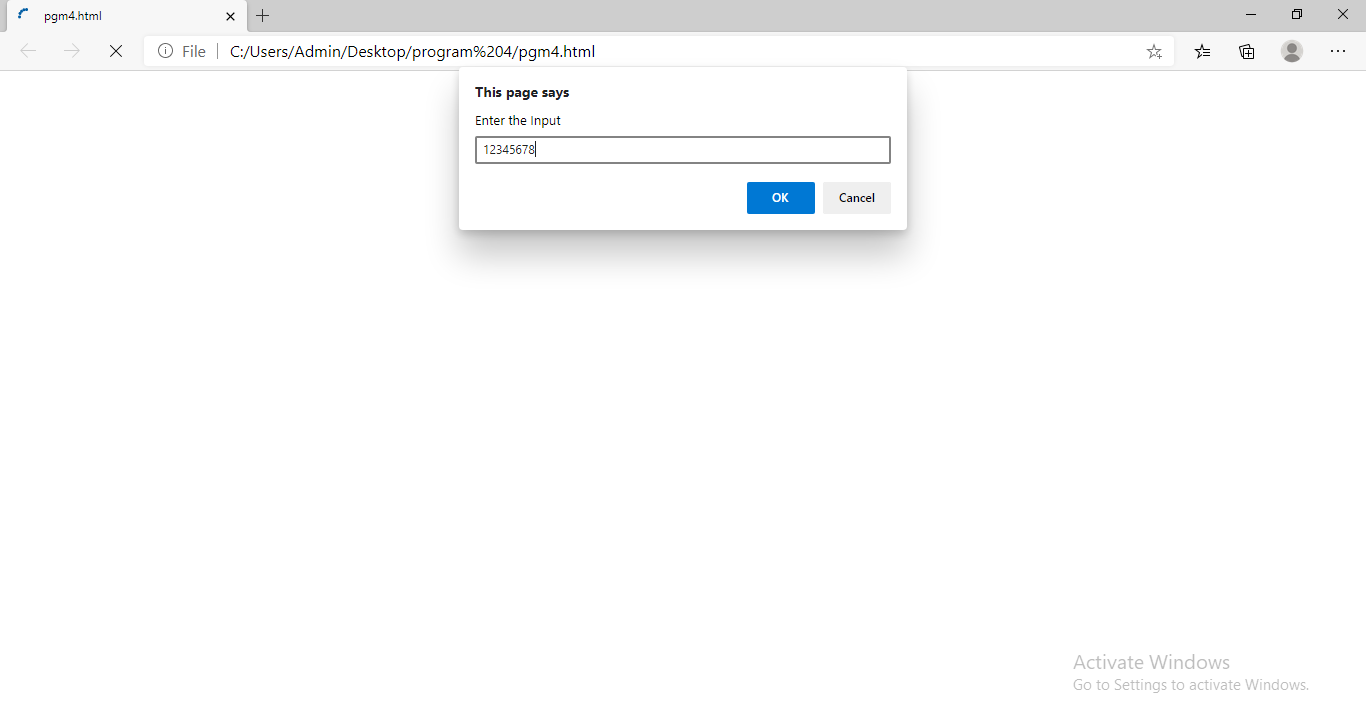 pgm4.html
File C:/Users/Admin/Desktop/program%204/pgm4.html
This page says
Enter the Input
12345678
OK Cancel
Activate Windows
Go to Settings to activate Windows.